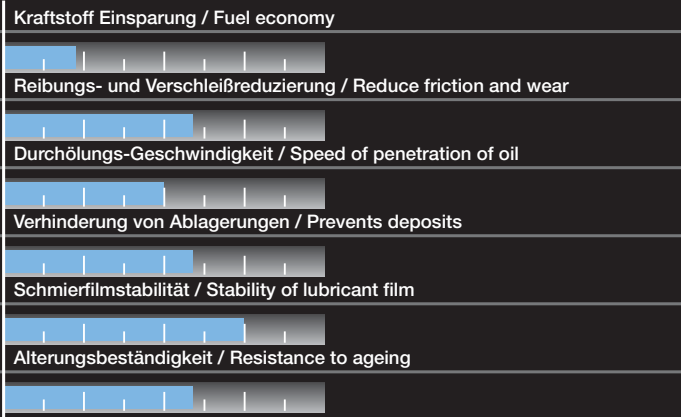 Kraftstoff Einsparung / Fuel economy
Reibungs- und Verschleißreduzierung / Reduce friction and wear
Durchölungs-Geschwindigkeit / Speed of penetration of oil
Verhinderung von Ablagerungen / Prevents deposits
Schmierfilmstabilität / Stability of lubricant film
Alterungsbeständigkeit / Resistance to ageing